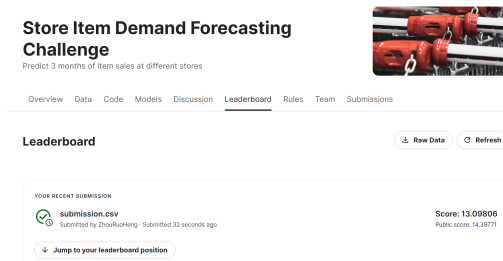 Store Item Demand Forecasting
Challenge
Predict 3 months of item sales at different stores
Overview Data Code Models Discussion Leaderboard Rules Team Submissions
Leaderboard
Raw Data
Refresh
YOUR RECENT SUBMISSION
submission.csv
Score: 13.09806
Submitted by ZhouRuoHeng · Submitted 32 seconds ago
Public score: 14.39771
Jump to your leaderboard position